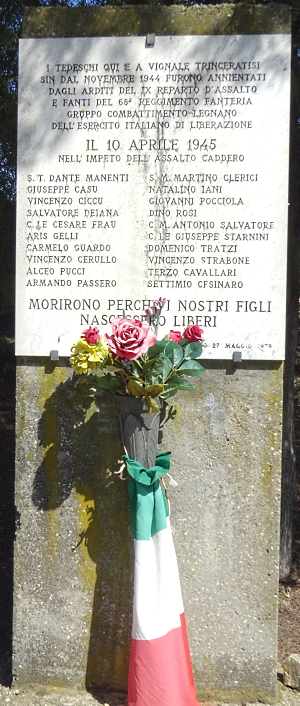 I TEDESCHI QUI E A VIGNALE TRINCERATISI
SIN DAL NOVEMBRE 1944 FURONO ANNIENTATI
DAGLI ARDITI DEL IX REPARTO D'ASSALTO
E FANTI DEL 68° REGGIMENTO FANTERIA
GRUPPO COMBATTIMENTO-LEGNANO
DELL'ESERCITO ITALIANO DI LIBERAZIONE
IL 10 APRILE 1945
NELL'IMPETO DELL'ASSALTO CADDERO
S. T. DANTE MANENTI
GIUSEPPE CASU
VINCENZO CICCU
SALVATORE DEIANA
C. LE CESARE FRAU
ARIS GELLI
CARMELO GUARDO
VINCENZO CERULLO
ALCEO PUCCI
ARMANDO PASSERO
S. M. MARTINO CLERICI
NATALINO IANI
GIOVANNI POCCIOLA
DINO ROSI
C. M. ANTONIO SALVATORE
C. LE GIUSEPPE STARNINI
DOMENICO TRATZI
VINCENZO STRABONE
TERZO CAVALLARI
SETTIMIO CESINARO
MORIRONO PERCHE I NOSTRI FIGLI
NASCESSERO LIBERI
27 MAGGIO 1979